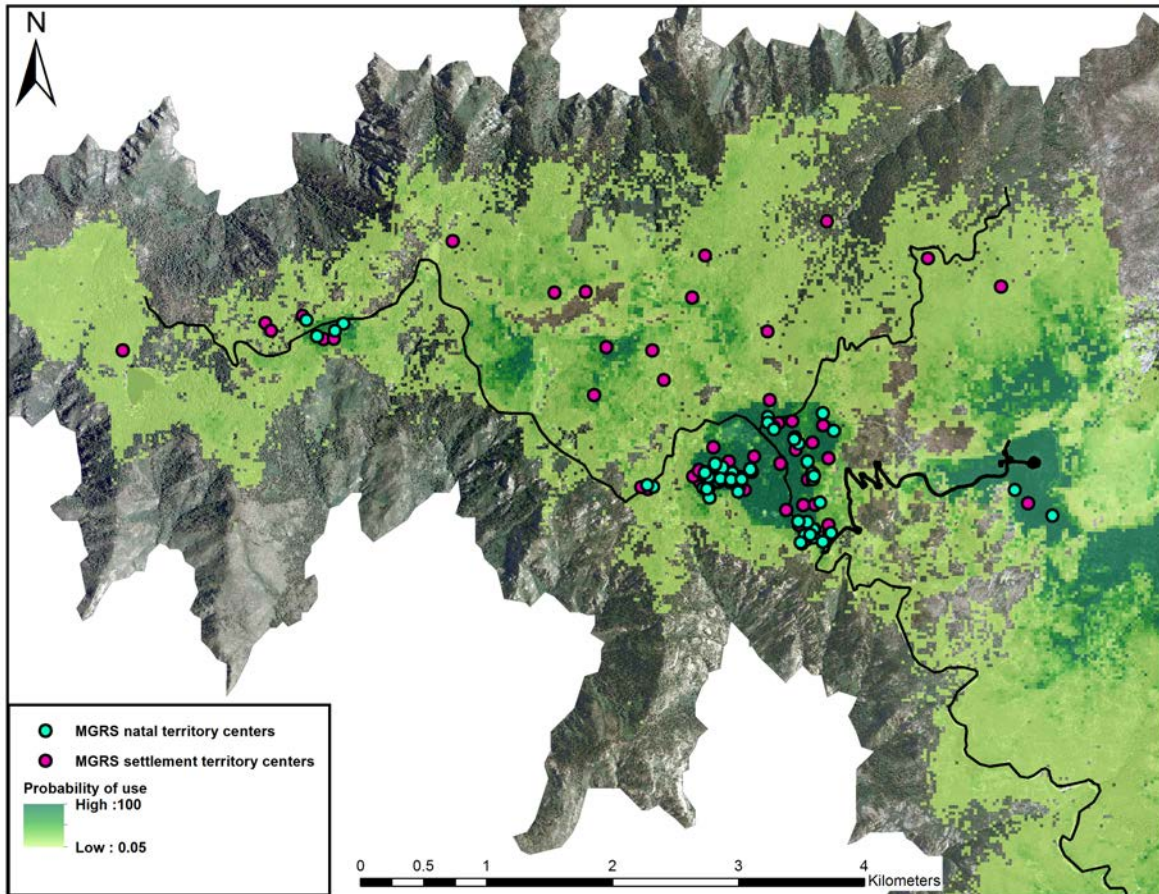 N
MGRS natal territory centers
MGRS settlement territory centers
Probability of use
High :100
Low : 0.05
0 0.5 1 2 3 4
Kilometers